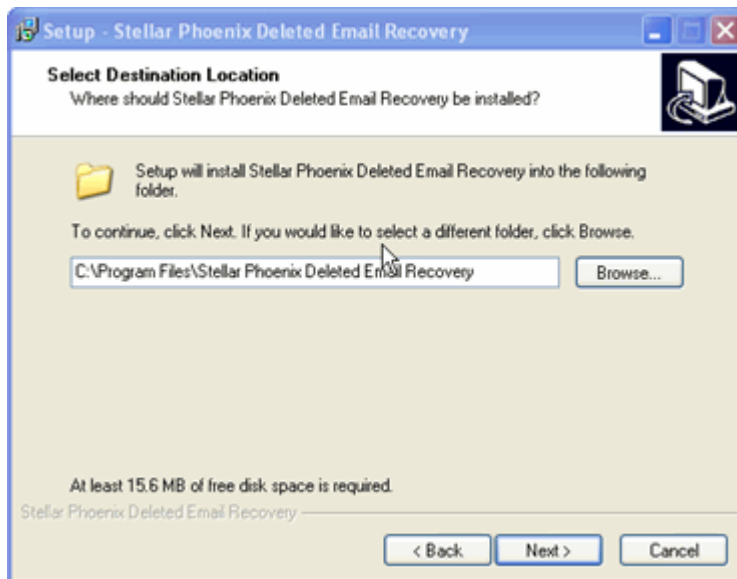 Setup - Stellar Phoenix Deleted Email Recovery
Select Destination Location
Where should Stellar Phoenix Deleted Email Recovery be installed?
Setup will install Stellar Phoenix Deleted Email Recovery into the following
folder.
To continue, click Next. If you would like to select a different folder, click Browse.
C:\Program Files\Stellar Phoenix Deleted Email Recovery
Browse...
At least 15.6 MB of free disk space is required.
Stellar Phoenix Deleted Email Recovery
< Back
Next >
Cancel